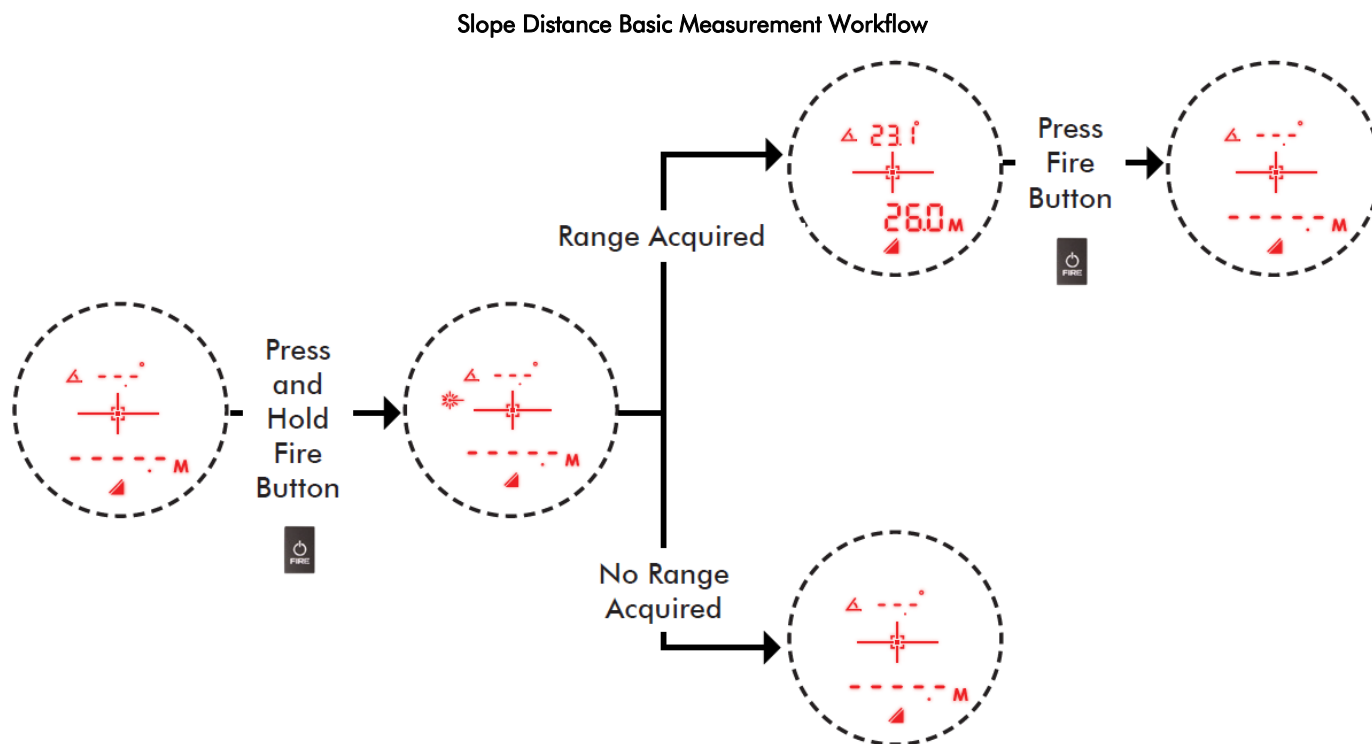 Slope Distance Basic Measurement Workflow
---.°
-----.- M
Press
and
Hold
Fire
Button
FIRE
---.°
-----.- M
Range Acquired
23.1°
26.0 M
Press
Fire
Button
FIRE
---.°
-----.- M
No Range
Acquired
---.°
-----.- M